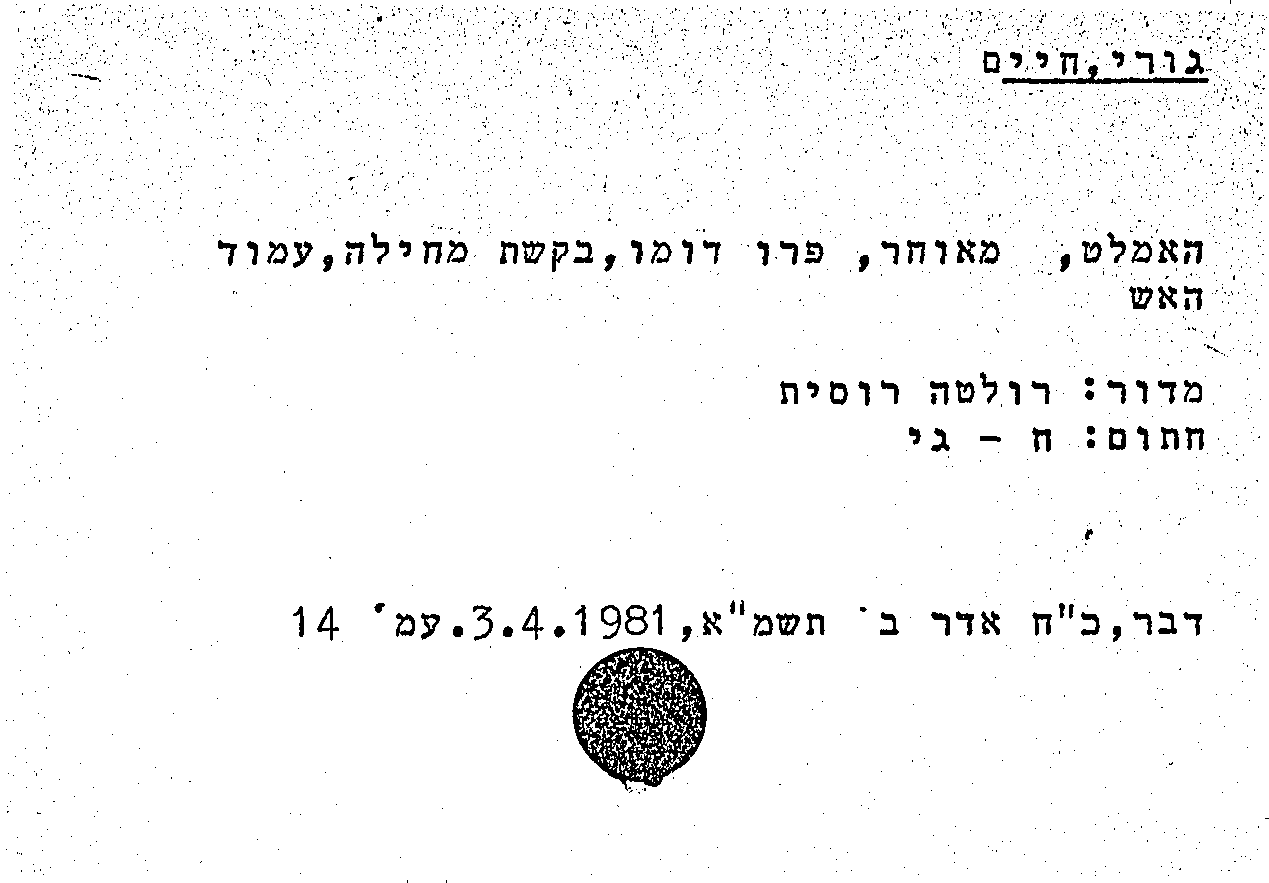 גורי,חיים
האמלט, מאוחר, פרו דומו,בקשת מחילה,עמוד
האש
מדור: רולטה רוסית
חתום: ח - גי
דבר,כ"ח אדר ב' תשמ"א,3.4.1981.עמ' 14